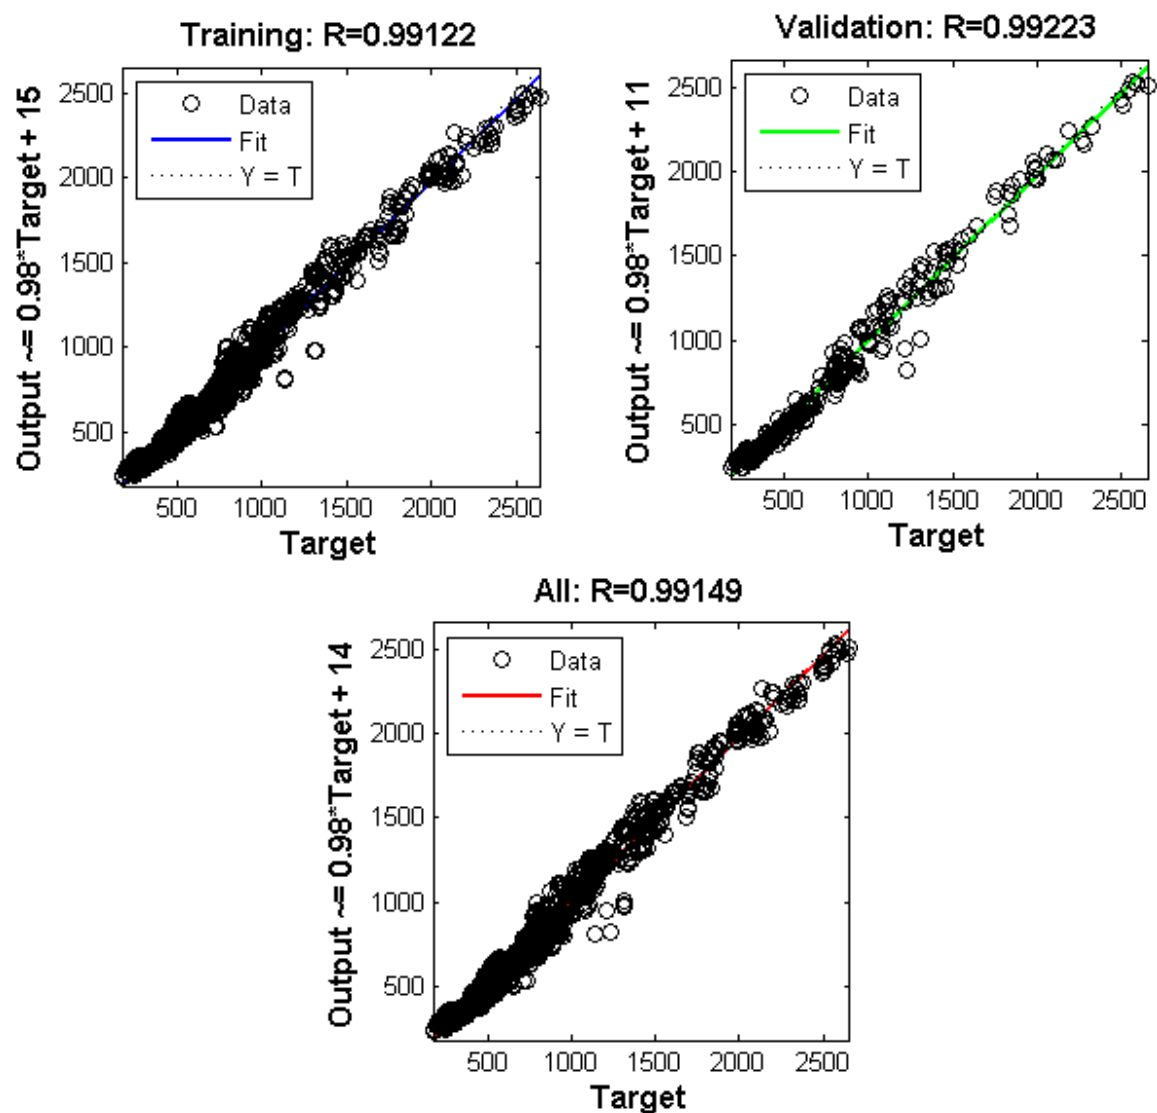 Training: R=0.99122
Output ~= 0.98*Target + 15
2500
2000
1500
1000
500
Data
Fit
Y = T
500 1000 1500 2000 2500
Target
Validation: R=0.99223
Output ~= 0.98*Target + 11
2500
2000
1500
1000
500
Data
Fit
Y = T
500 1000 1500 2000 2500
Target
All: R=0.99149
Output ~= 0.98*Target + 14
2500
2000
1500
1000
500
Data
Fit
Y = T
500 1000 1500 2000 2500
Target